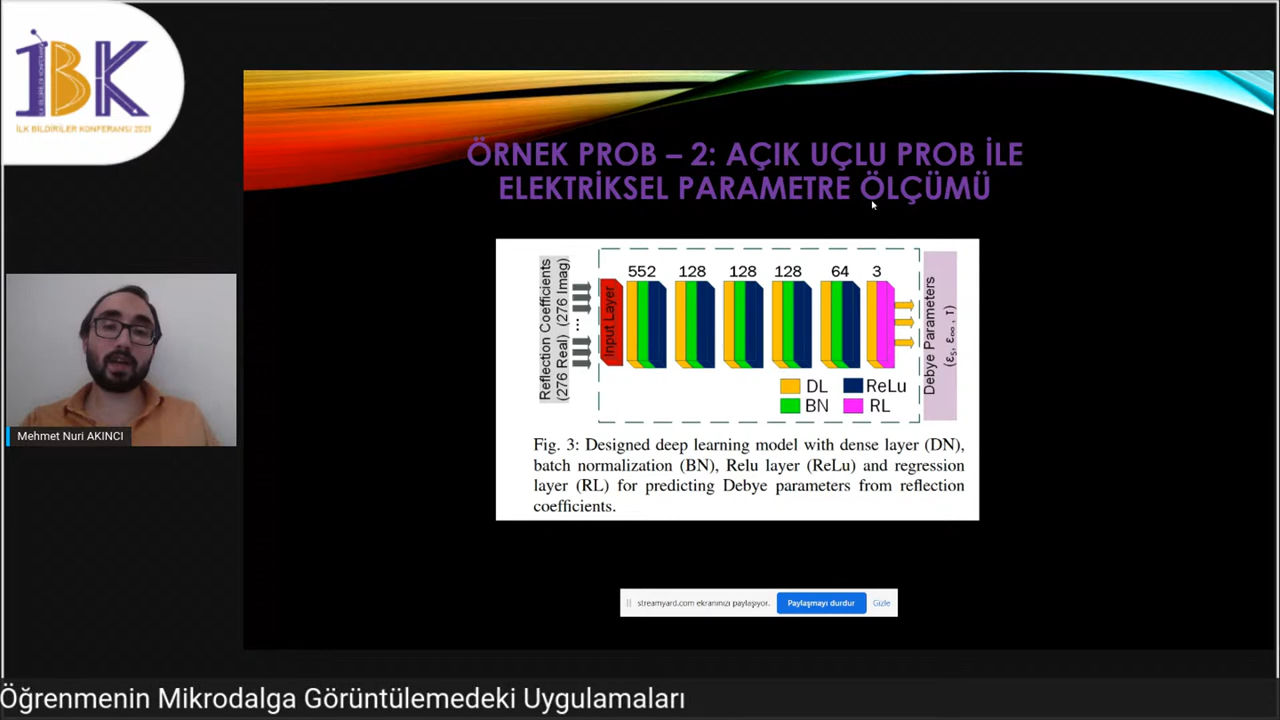 1BK
İLK BİLDİRİLER KONFERANSI 2021
ÖRNEK PROB – 2: AÇIK UÇLU PROB İLE
ELEKTRİKSEL PARAMETRE ÖLÇÜMÜ
Reflection Coefficients
(276 Real) (276 Imag)
...
Input Layer
552 128 128 128 64 3
Debye Parameters
(εs, ε∞, τ)
DL ReLu
BN RL
Fig. 3: Designed deep learning model with dense layer (DN),
batch normalization (BN), Relu layer (ReLu) and regression
layer (RL) for predicting Debye parameters from reflection
coefficients.
Mehmet Nuri AKINCI
streamyard.com ekranınızı paylaşıyor. Paylaşmayı durdur Gizle
Öğrenmenin Mikrodalga Görüntülemedeki Uygulamaları